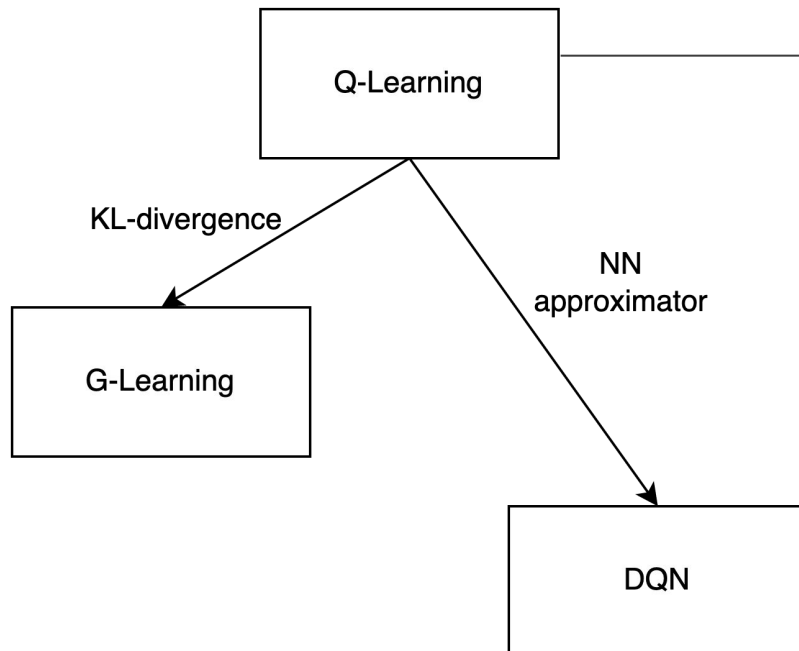 Q-Learning
KL-divergence
NN
approximator
G-Learning
DQN